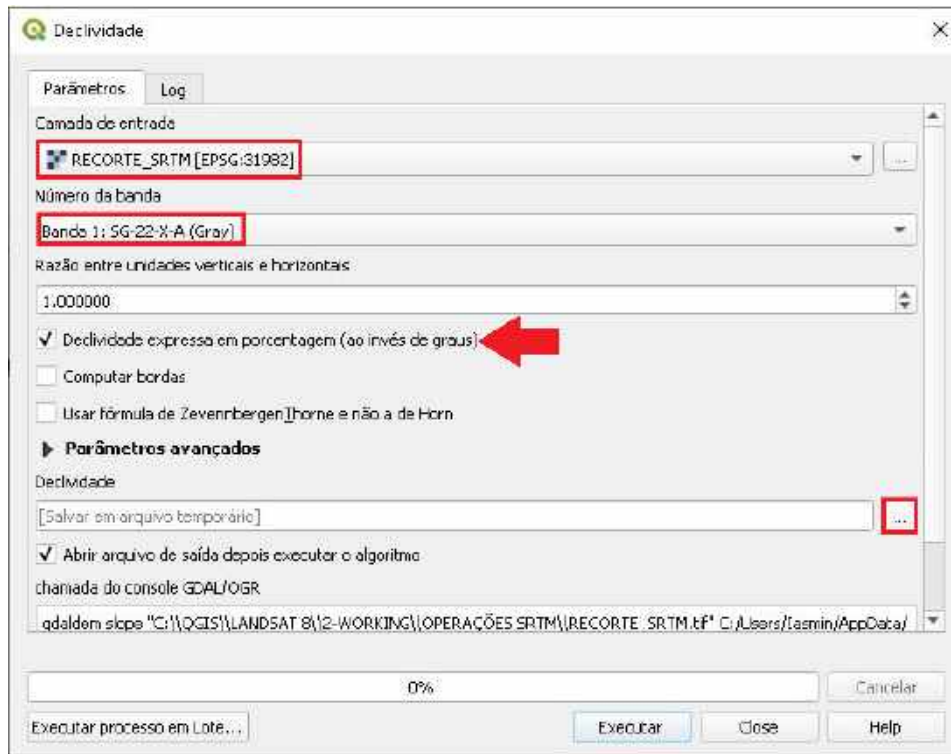 Declividade
Parâmetros
Log
Camada de entrada
RECORTE_SRTM [EPSG:31982]
...
Número da banda
Banda 1: SG-22-X-A (Gray)
Razão entre unidades verticais e horizontais
1.000000
Declividade expressa em porcentagem (ao invés de graus)
Computar bordas
Usar fórmula de ZevennbergenThorne e não a de Horn
Parâmetros avançados
Declividade
[Salvar em arquivo temporário]
...
Abrir arquivo de saída depois executar o algoritmo
chamada do console GDAL/OGR
gdaldem slope "C:\\QGIS\\LANDSAT 8\\2-WORKING\\OPERAÇÕES SRTM\\RECORTE_SRTM.tif" C:/Users/Iasmin/AppData/
0%
Cancelar
Executar processo em Lote...
Executar
Close
Help